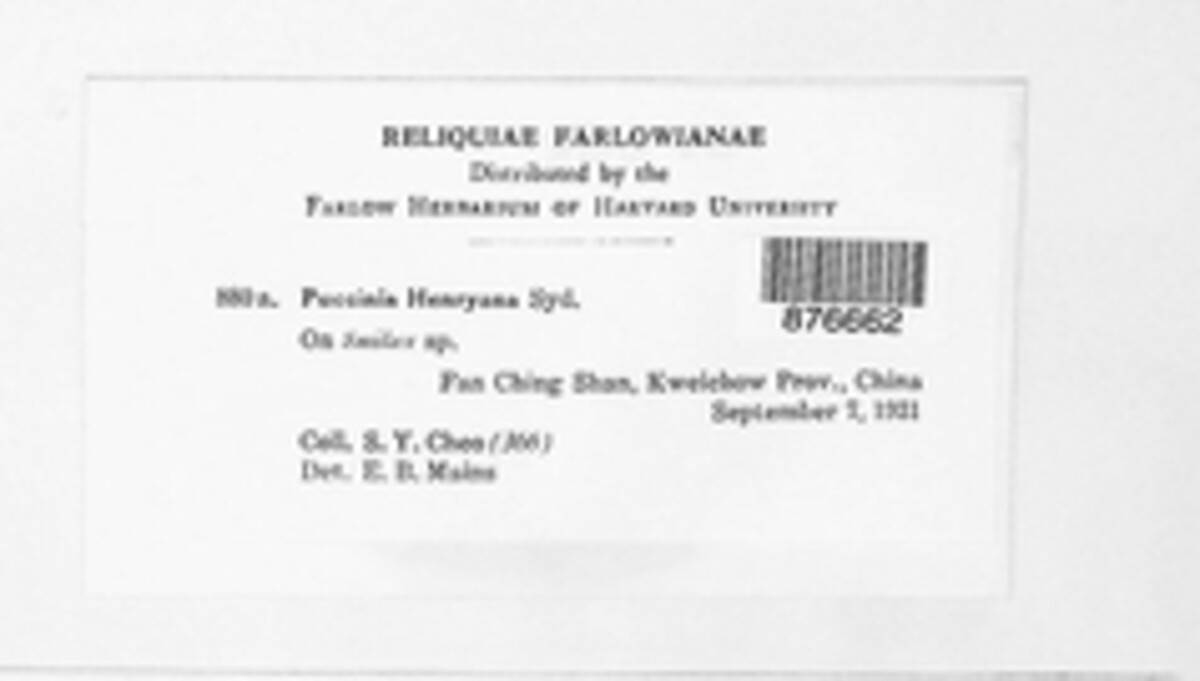 RELIQUIAE FARLOWIANAE
Distributed by the
FARLOW HERBARIUM OF HARVARD UNIVERSITY
Puccinia Henryana Syd.
876662
On Smilax sp.
Fan Ching Shan, Kweichow Prov., China
September 7, 1931
Coll. S. Y. Cheo (366)
Det. E. B. Mains